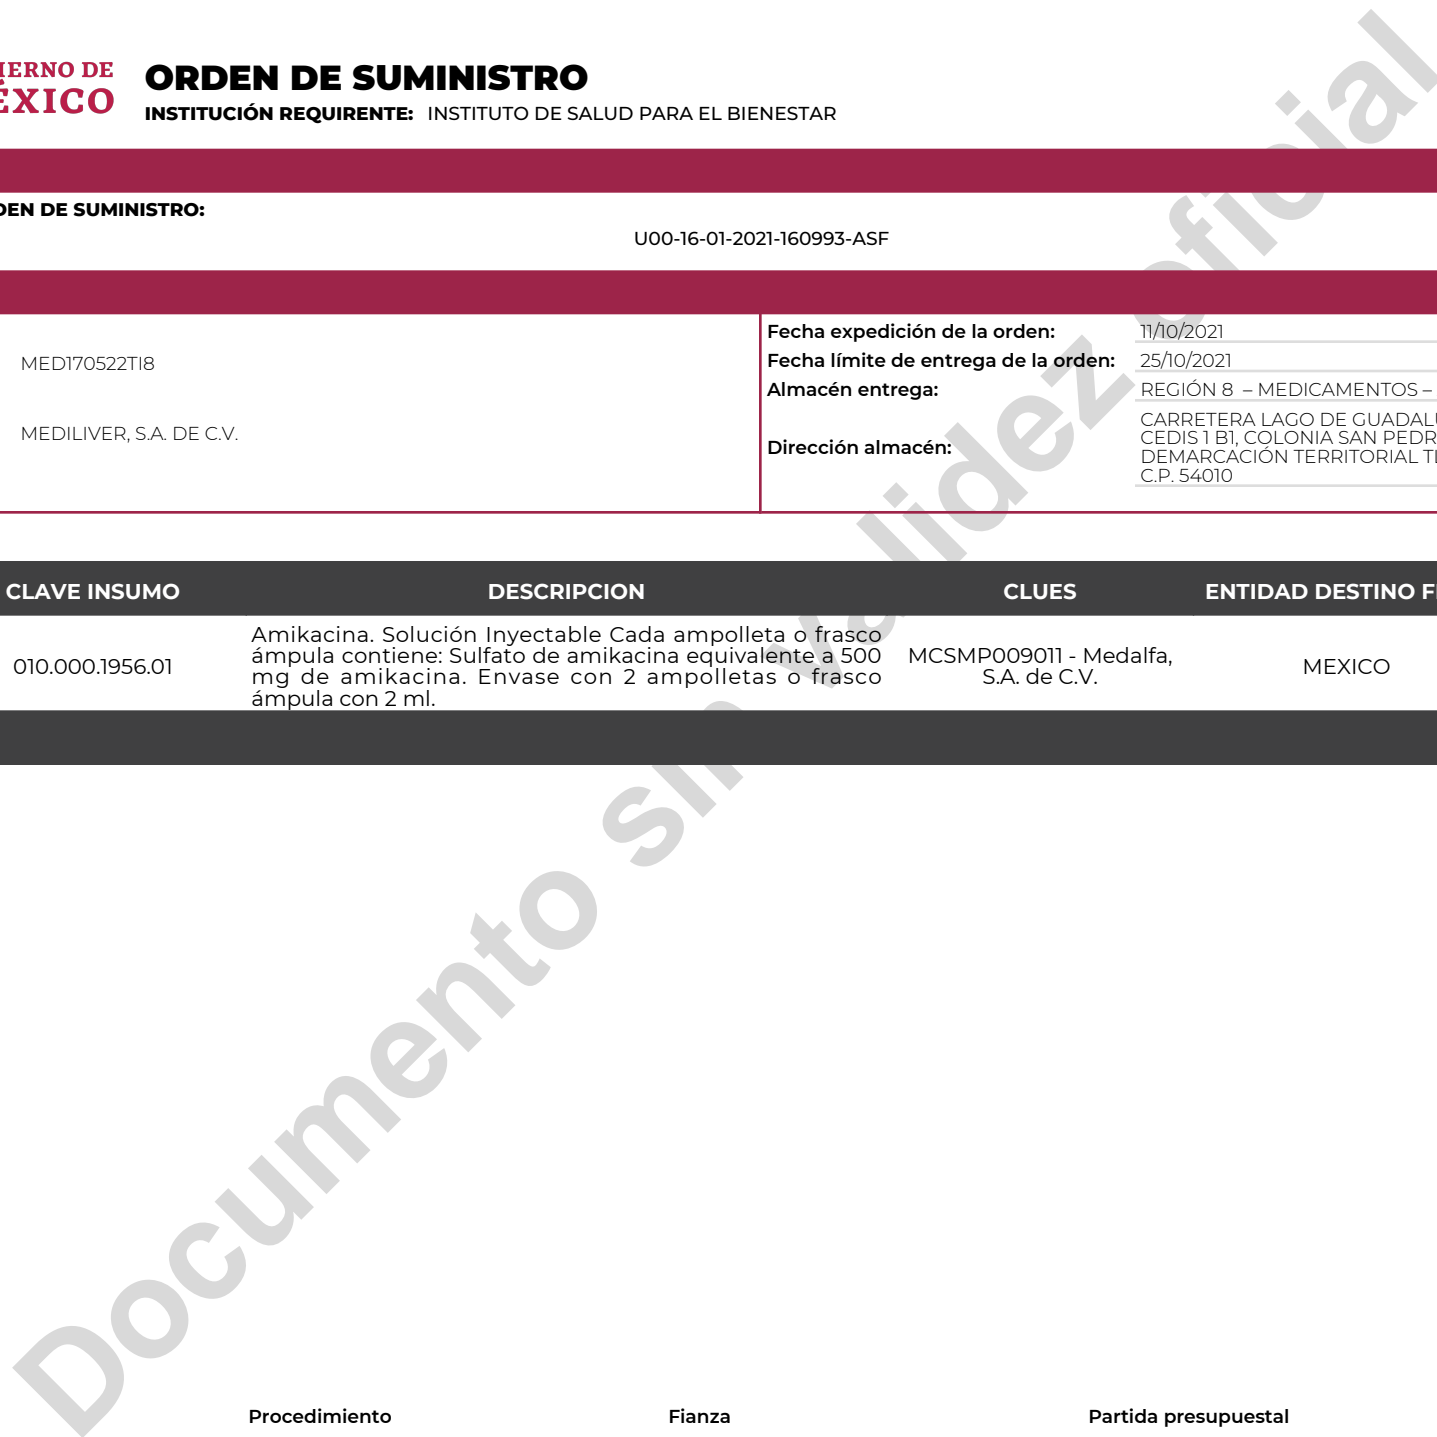 IERNO DE
ÉXICO
ORDEN DE SUMINISTRO
INSTITUCIÓN REQUIRENTE: INSTITUTO DE SALUD PARA EL BIENESTAR
DEN DE SUMINISTRO:
U00-16-01-2021-160993-ASF
MED170522TI8
MEDILIVER, S.A. DE C.V.
Fecha expedición de la orden: 11/10/2021
Fecha límite de entrega de la orden: 25/10/2021
Almacén entrega: REGIÓN 8 – MEDICAMENTOS –
Dirección almacén:
CARRETERA LAGO DE GUADALU
CEDIS 1 B1, COLONIA SAN PEDR
DEMARCACIÓN TERRITORIAL TL
C.P. 54010
CLAVE INSUMO DESCRIPCION CLUES ENTIDAD DESTINO FI
010.000.1956.01
Amikacina. Solución Inyectable Cada ampolleta o frasco
ámpula contiene: Sulfato de amikacina equivalente a 500
mg de amikacina. Envase con 2 ampolletas o frasco
ámpula con 2 ml.
MCSMP009011 - Medalfa,
S.A. de C.V.
MEXICO
Documento sin validez oficial
Procedimiento Fianza Partida presupuestal